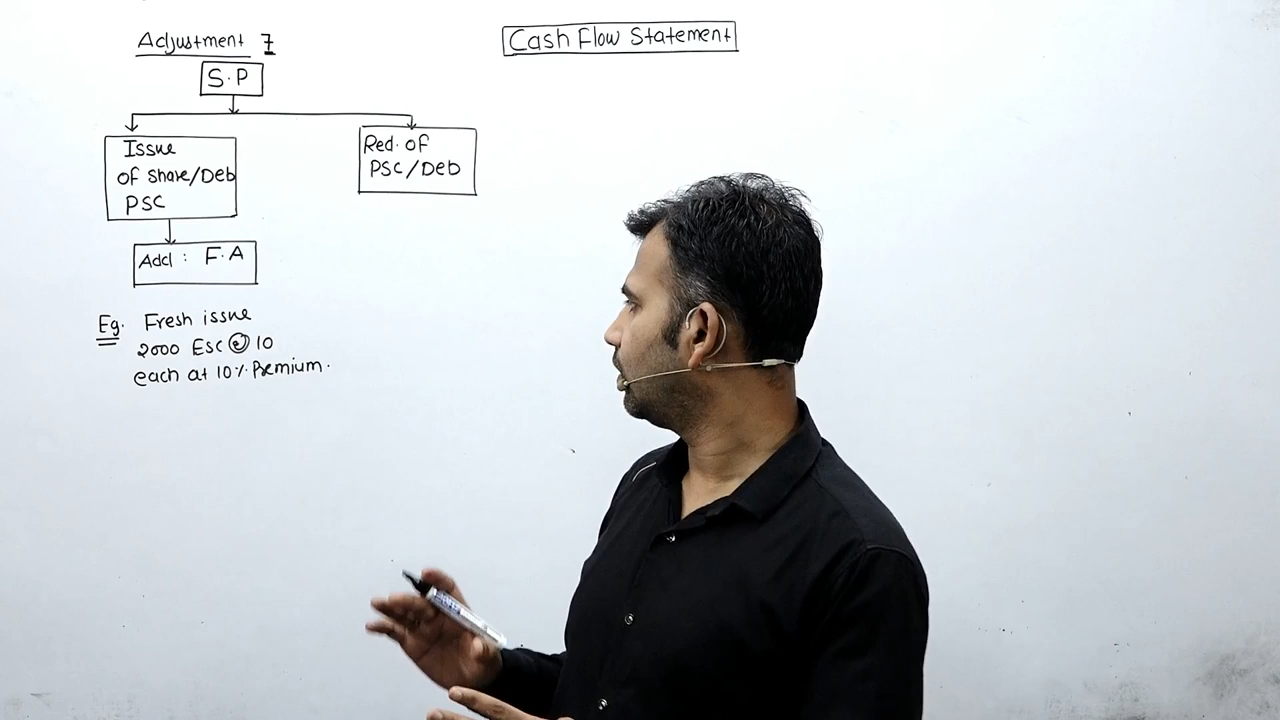 Adjustment 7
Cash Flow Statement
S.P
Issue
of share/Deb
PSC
Red. of
PSC/Deb
Add : F.A
Eg. Fresh issue
2000 ESC @ 10
each at 10% Premium.